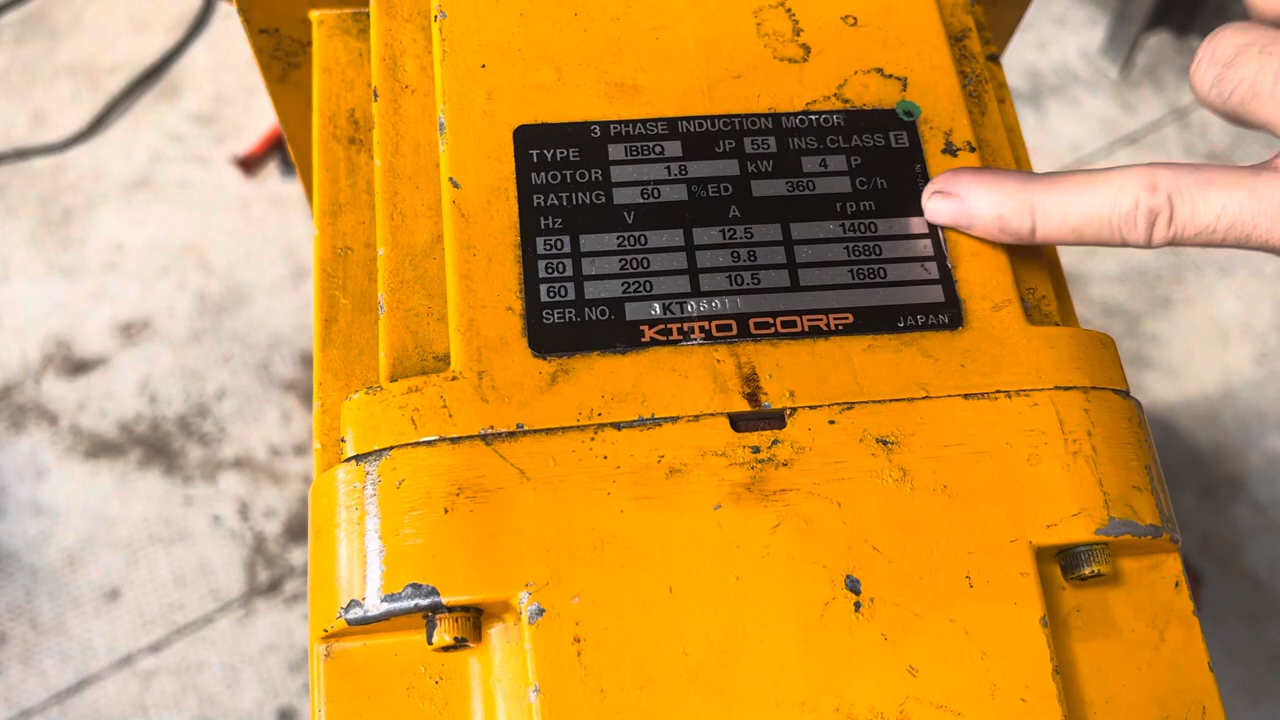 3 PHASE INDUCTION MOTOR
TYPE IBBQ JP 55 INS. CLASS E
MOTOR 1.8 kW 4 P
RATING 60 %ED 360 C/h
Hz V A rpm
50 200 12.5 1400
60 200 9.8 1680
60 220 10.5 1680
SER. NO. 3KT06911
KITO CORP. JAPAN